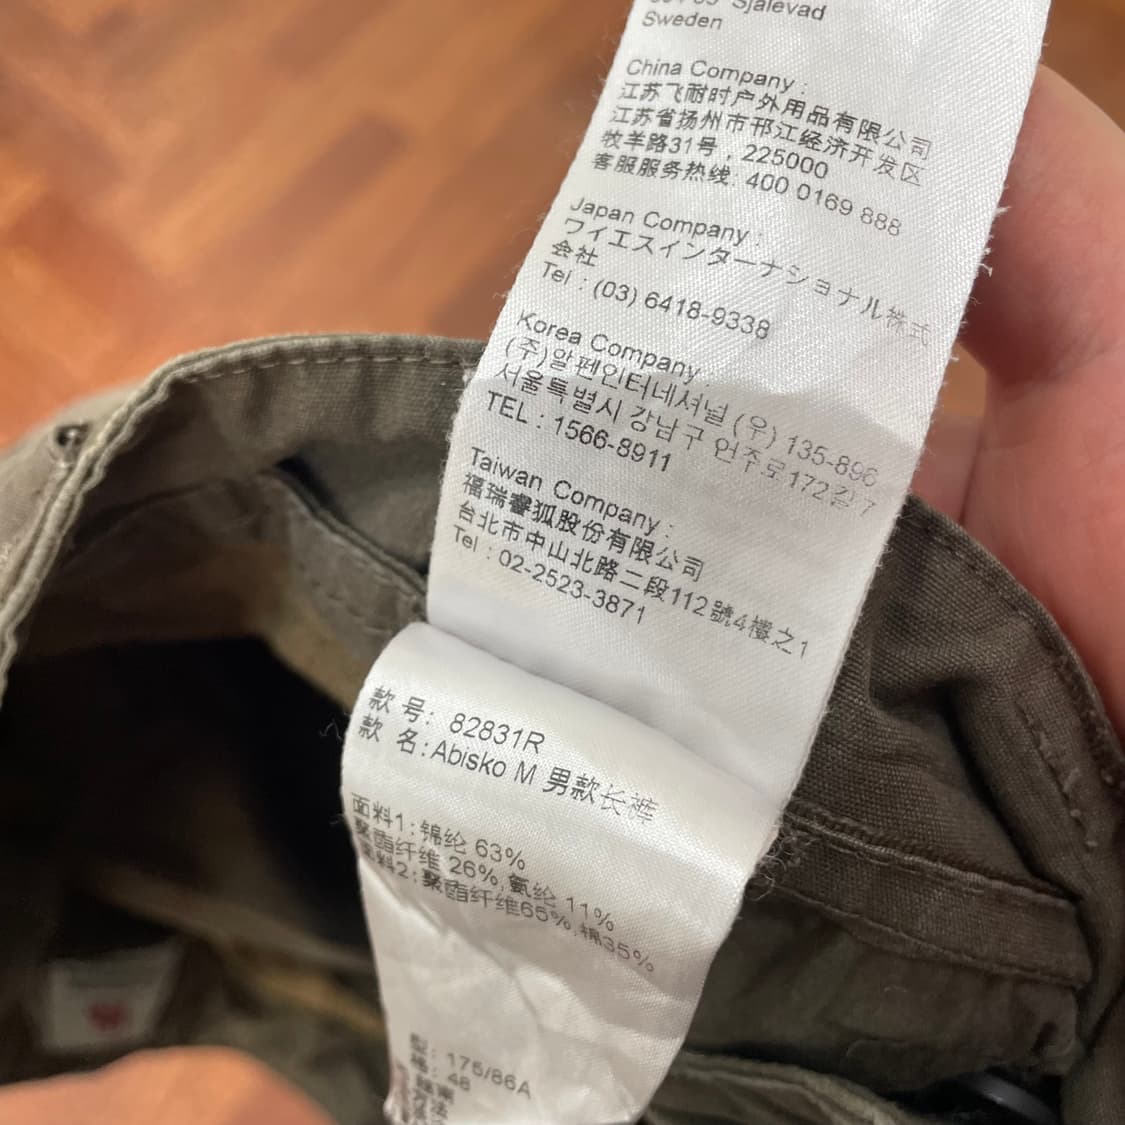 Själevad
Sweden
China Company :
江苏飞耐时户外用品有限公司
江苏省扬州市邗江经济开发区
牧羊路31号，225000
客服服务热线: 400 0169 888
Japan Company :
ワイエスインターナショナル株式
会社
Tel : (03) 6418-9338
Korea Company :
(주)알펜인터네셔널 (우) 135-896
서울특별시 강남구 언주로172길 7
TEL : 1566-8911
Taiwan Company :
福瑞睿狐股份有限公司
台北市中山北路二段112號4樓之1
Tel : 02-2523-3871
款 号: 82831R
款 名:Abisko M 男款长裤
面料1:锦纶 63%
聚酯纤维 26%,氨纶 11%
面料2:聚酯纤维65%,棉35%
型: 175/86A
格: 48